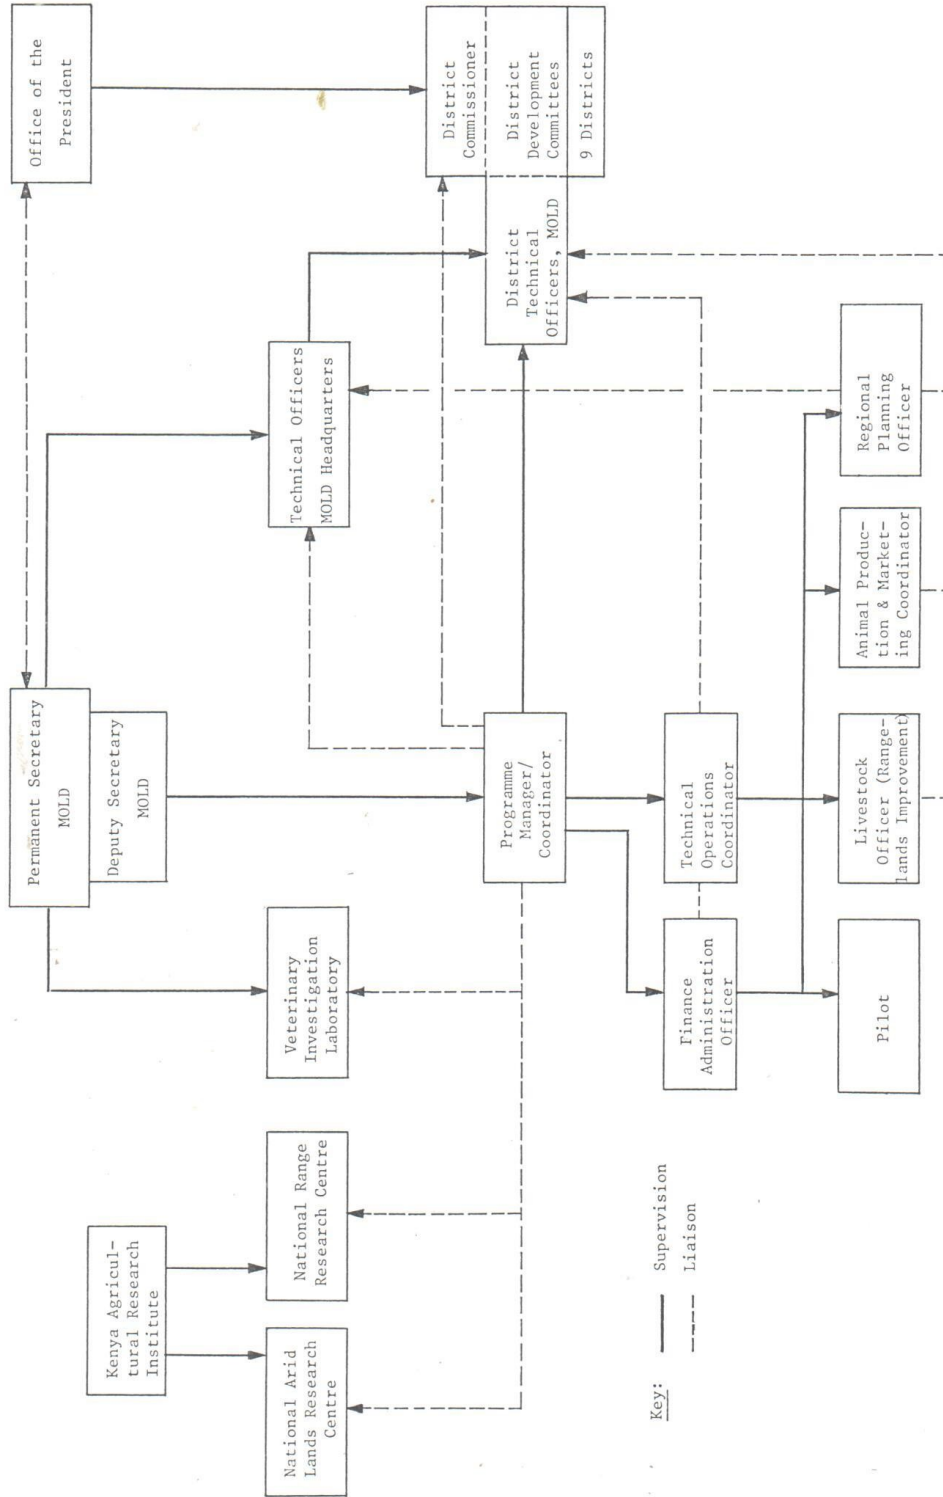 Office of the
President
Permanent Secretary
MOLD
Deputy Secretary
MOLD
Kenya Agricul-
tural Research
Institute
National Arid
Lands Research
Centre
National Range
Research Centre
Veterinary
Investigation
Laboratory
Technical Officers
MOLD Headquarters
District
Commissioner
District
Development
Committees
9 Districts
District
Technical
Officers, MOLD
Programme
Manager/
Coordinator
Finance
Administration
Officer
Technical
Operations
Coordinator
Pilot
Livestock
Officer (Range-
lands Improvement)
Animal Produc-
tion & Market-
ing Coordinator
Regional
Planning
Officer
Key:
Supervision
Liaison